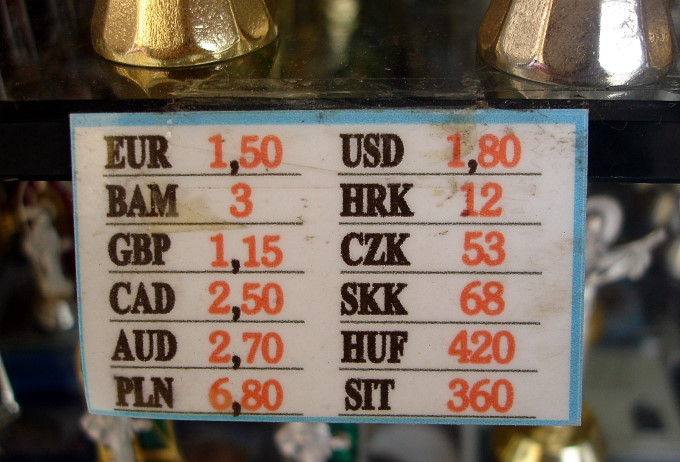 EUR 1,50 USD 1,80
BAM 3 HRK 12
GBP 1,15 CZK 53
CAD 2,50 SKK 68
AUD 2,70 HUF 420
PLN 6,80 SIT 360